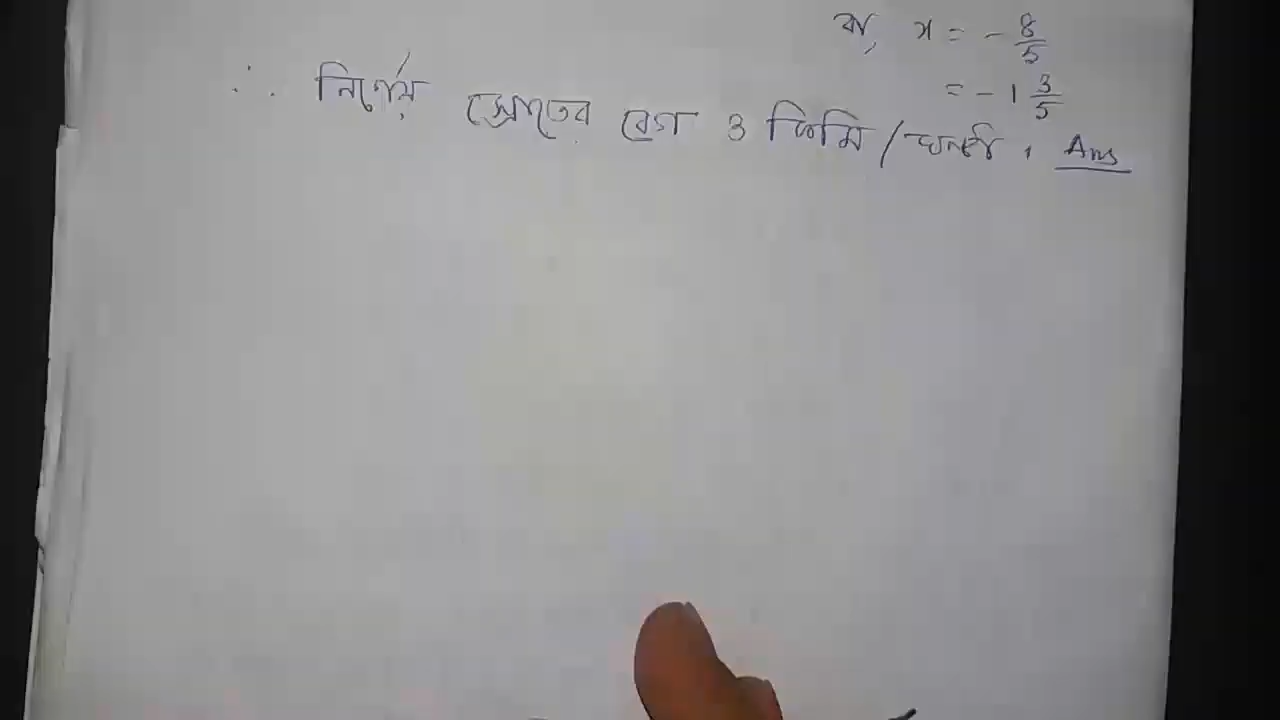 বা, x = - 8/5
= - 1 3/5
∴ নির্ণেয় স্রোতের বেগ 3 কিমি/ঘন্টা । Ans